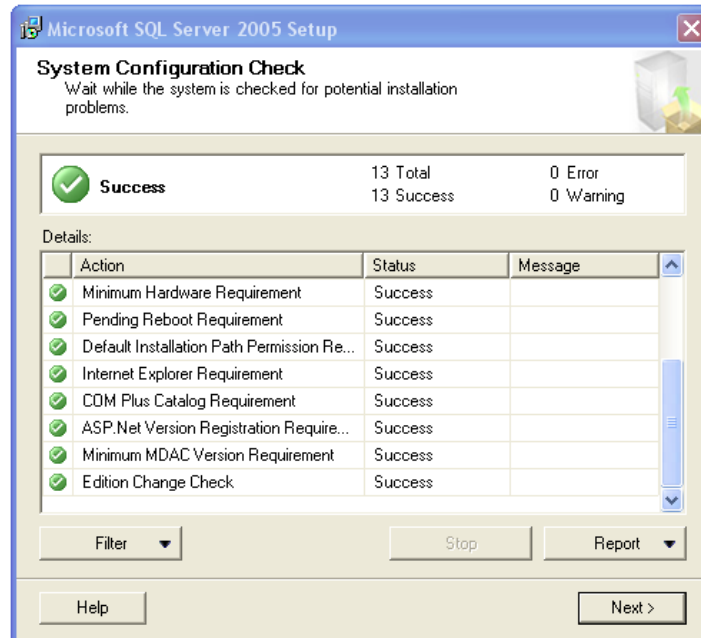 Microsoft SQL Server 2005 Setup
System Configuration Check
Wait while the system is checked for potential installation
problems.
Success
13 Total
0 Error
13 Success
0 Warning
Details:
Action Status Message
Minimum Hardware Requirement Success
Pending Reboot Requirement Success
Default Installation Path Permission Re... Success
Internet Explorer Requirement Success
COM Plus Catalog Requirement Success
ASP.Net Version Registration Require... Success
Minimum MDAC Version Requirement Success
Edition Change Check Success
Filter Stop Report
Help Next >